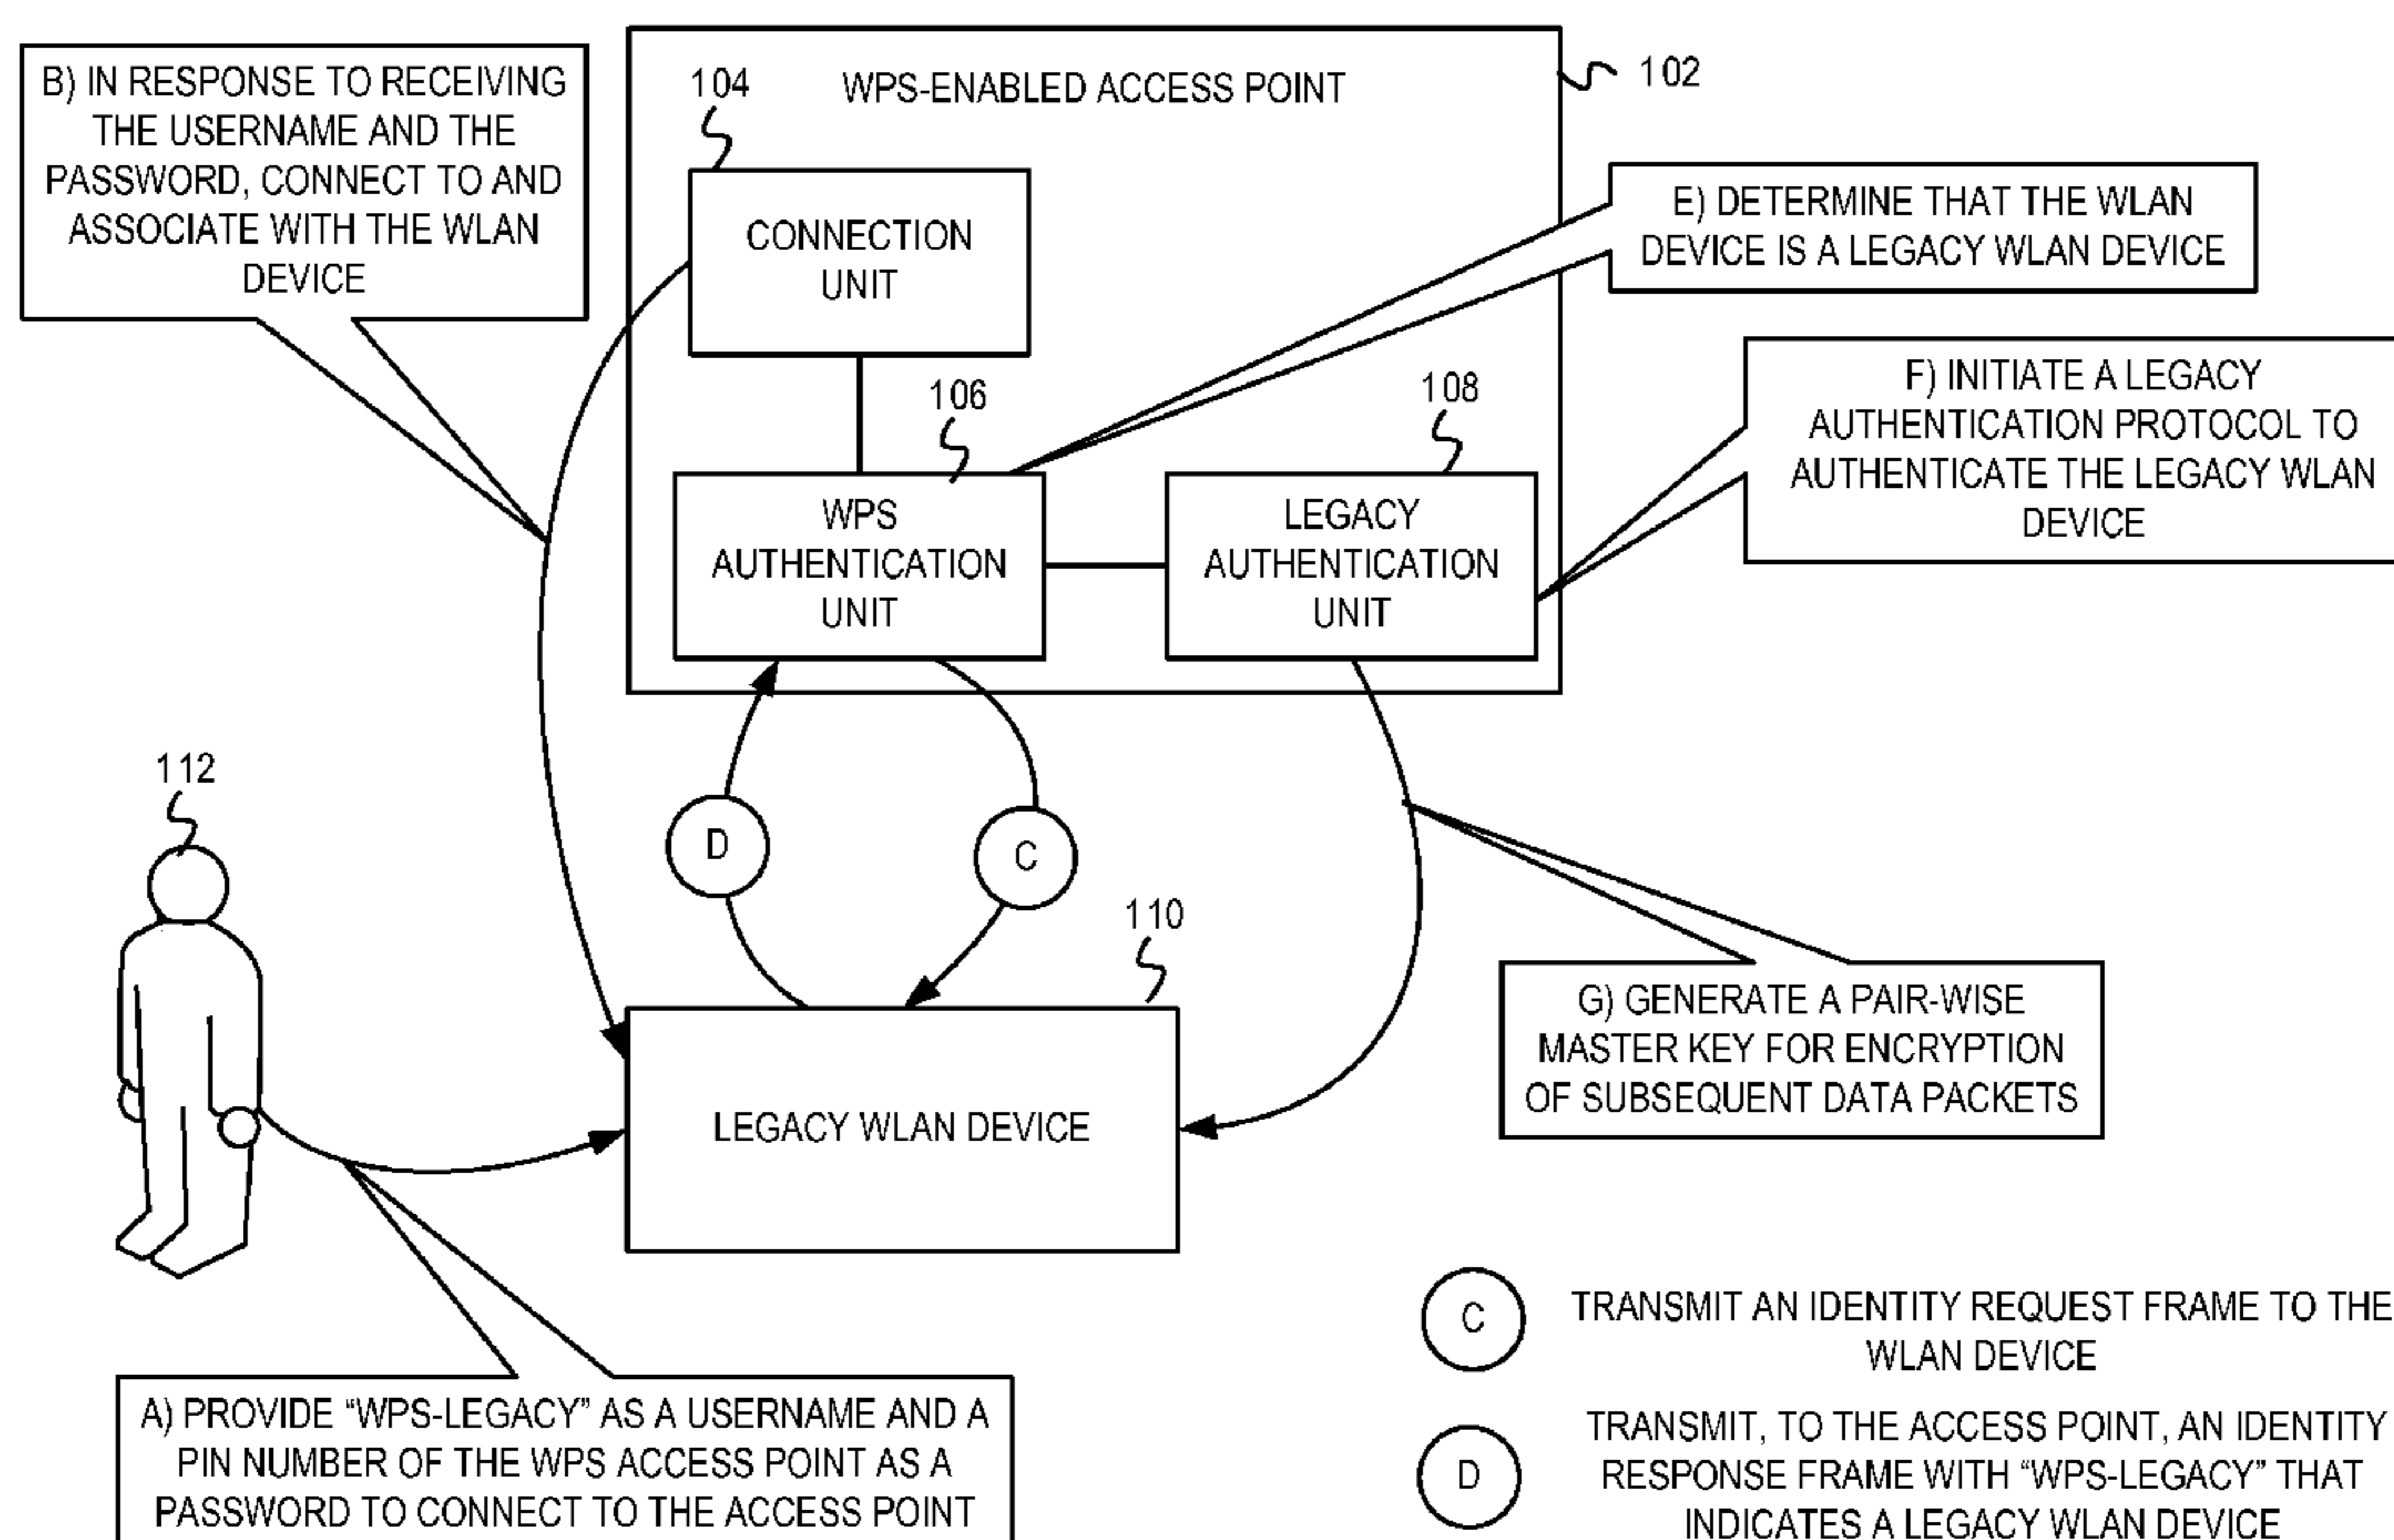 B) IN RESPONSE TO RECEIVING
THE USERNAME AND THE
PASSWORD, CONNECT TO AND
ASSOCIATE WITH THE WLAN
DEVICE
104
WPS-ENABLED ACCESS POINT
102
CONNECTION
UNIT
E) DETERMINE THAT THE WLAN
DEVICE IS A LEGACY WLAN DEVICE
F) INITIATE A LEGACY
AUTHENTICATION PROTOCOL TO
AUTHENTICATE THE LEGACY WLAN
DEVICE
106
108
WPS
AUTHENTICATION
UNIT
LEGACY
AUTHENTICATION
UNIT
112
D
C
110
LEGACY WLAN DEVICE
G) GENERATE A PAIR-WISE
MASTER KEY FOR ENCRYPTION
OF SUBSEQUENT DATA PACKETS
A) PROVIDE “WPS-LEGACY” AS A USERNAME AND A
PIN NUMBER OF THE WPS ACCESS POINT AS A
PASSWORD TO CONNECT TO THE ACCESS POINT
C
TRANSMIT AN IDENTITY REQUEST FRAME TO THE
WLAN DEVICE
D
TRANSMIT, TO THE ACCESS POINT, AN IDENTITY
RESPONSE FRAME WITH “WPS-LEGACY” THAT
INDICATES A LEGACY WLAN DEVICE